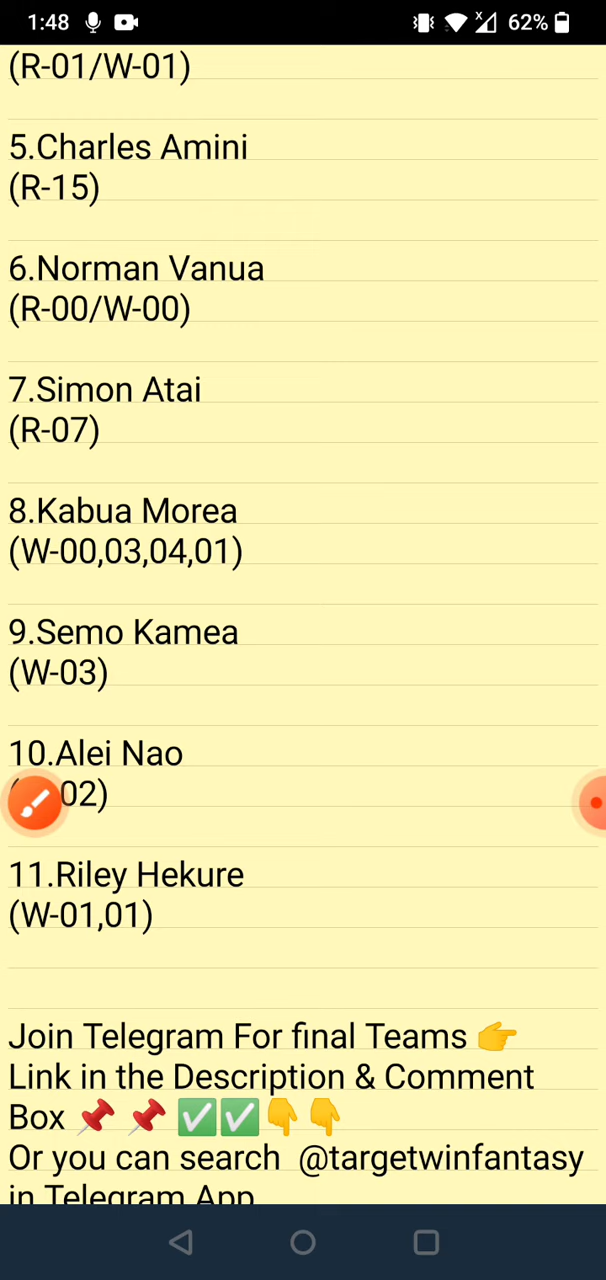 1:48 62%
(R-01/W-01)
5.Charles Amini
(R-15)
6.Norman Vanua
(R-00/W-00)
7.Simon Atai
(R-07)
8.Kabua Morea
(W-00,03,04,01)
9.Semo Kamea
(W-03)
10.Alei Nao
02)
11.Riley Hekure
(W-01,01)
Join Telegram For final Teams 👉
Link in the Description & Comment
Box 📌 📌 ✅✅👇👇
Or you can search @targetwinfantasy
in Telegram App